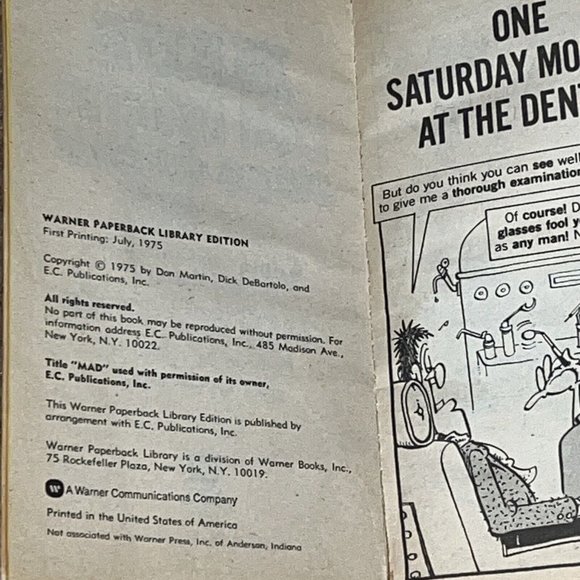 WARNER PAPERBACK LIBRARY EDITION
First Printing: July, 1975
Copyright © 1975 by Don Martin, Dick DeBartolo, and
E.C. Publications, Inc.
All rights reserved.
No part of this book may be reproduced without permission. For
information address E.C. Publications, Inc., 485 Madison Ave.,
New York, N.Y. 10022.
Title "MAD" used with permission of its owner,
E.C. Publications, Inc.
This Warner Paperback Library Edition is published by
arrangement with E.C. Publications, Inc.
Warner Paperback Library is a division of Warner Books, Inc.,
75 Rockefeller Plaza, New York, N.Y. 10019.
A Warner Communications Company
Printed in the United States of America
Not associated with Warner Press, Inc. of Anderson, Indiana
ONE
SATURDAY MO
AT THE DEN
But do you think you can see well
to give me a thorough examination
Of course! D
glasses fool y
as any man! N